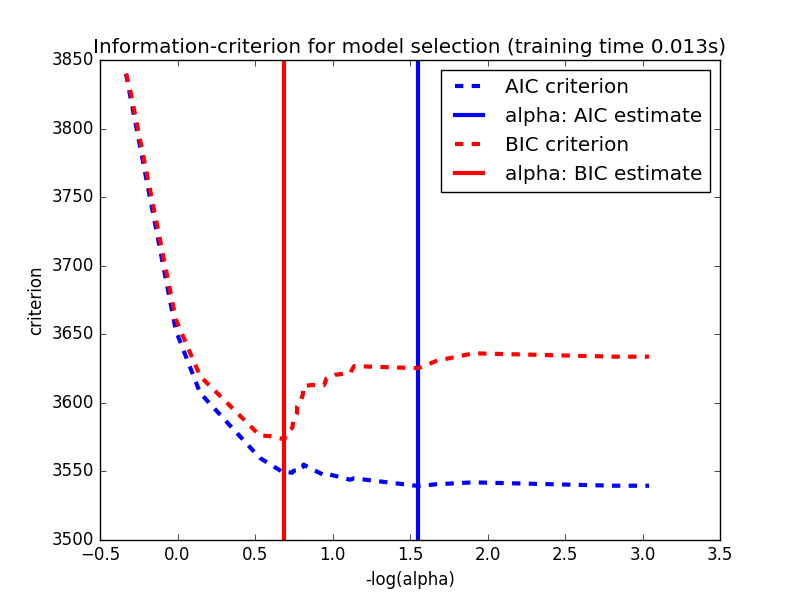 Information-criterion for model selection (training time 0.013s)
3850
3800
3750
3700
3650
3600
3550
3500
criterion
AIC criterion
alpha: AIC estimate
BIC criterion
alpha: BIC estimate
−0.5 0.0 0.5 1.0 1.5 2.0 2.5 3.0 3.5
-log(alpha)